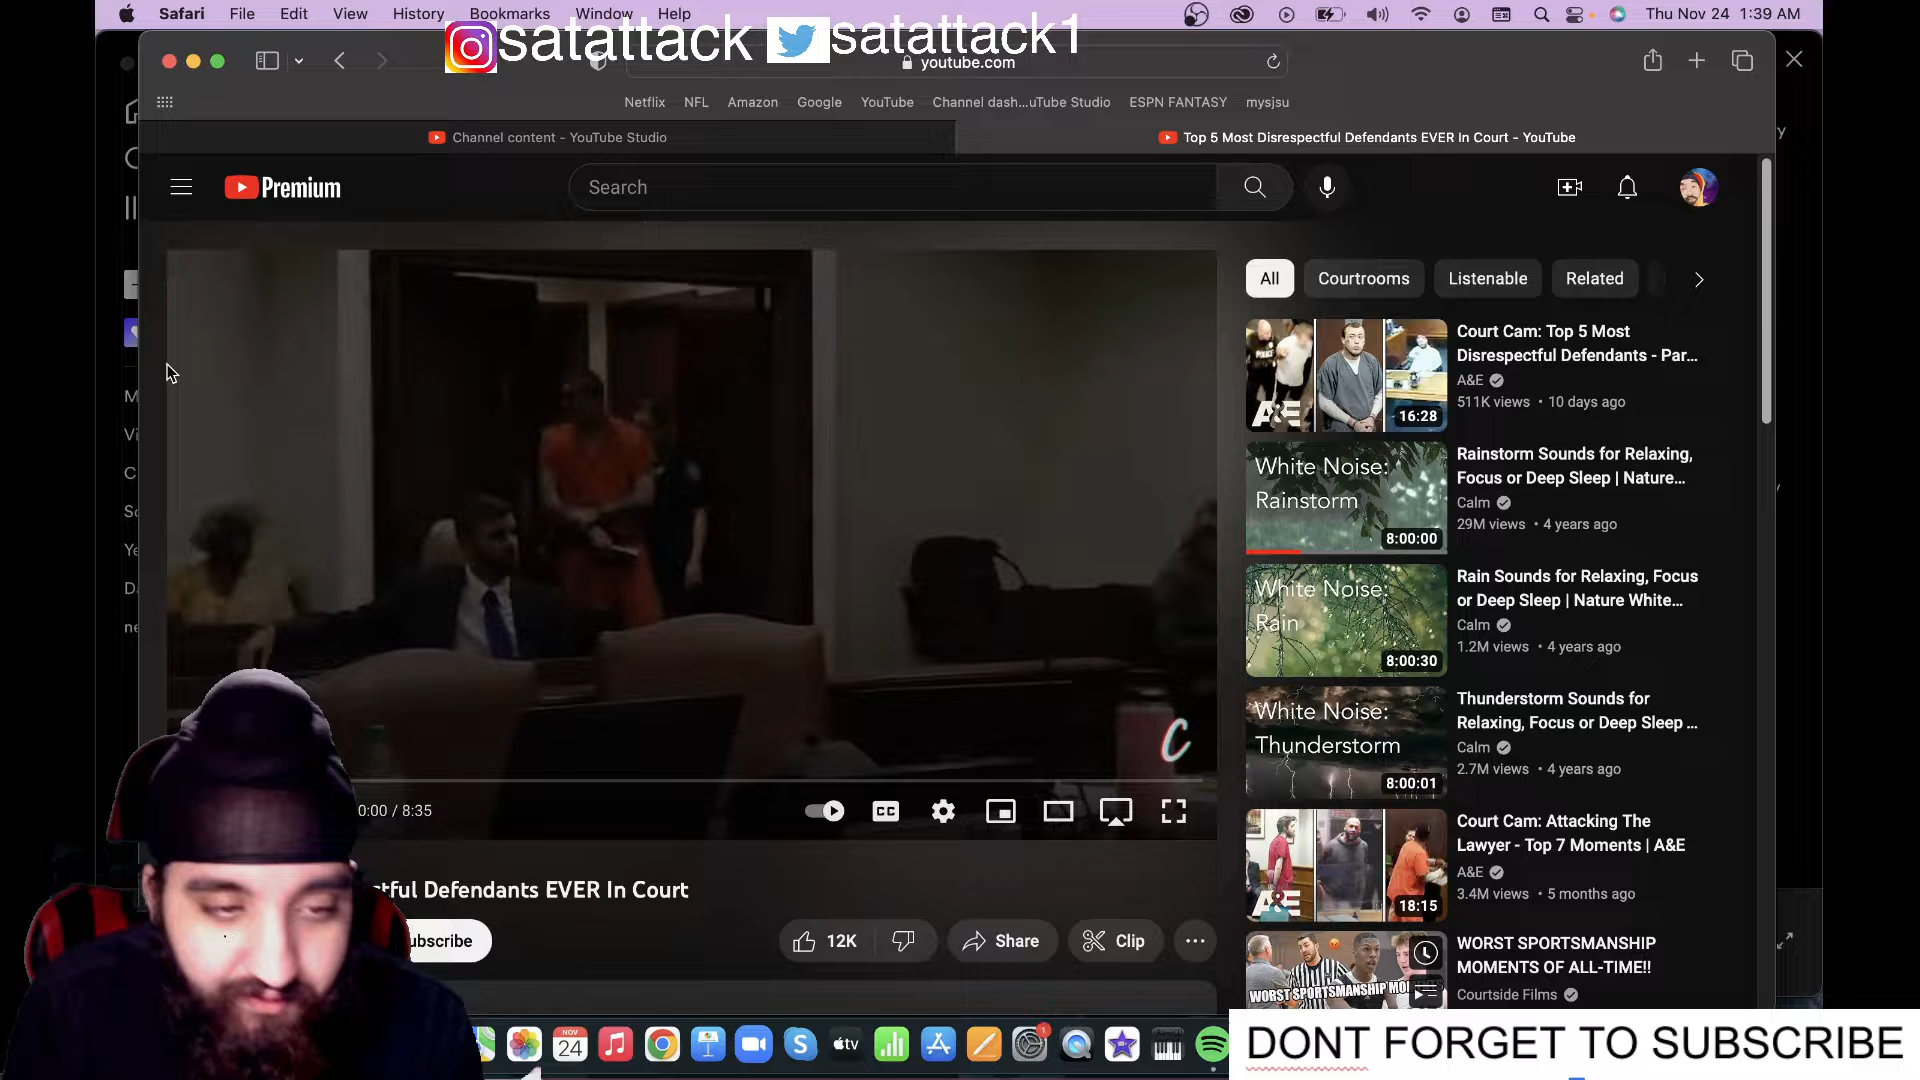 Safari File Edit View History Bookmarks Window Help Thu Nov 24 1:39 AM
satattack satattack1
youtube.com
Netflix NFL Amazon Google YouTube Channel dash...uTube Studio ESPN FANTASY mysjsu
Channel content - YouTube Studio Top 5 Most Disrespectful Defendants EVER In Court - YouTube
Premium Search
All Courtrooms Listenable Related
Court Cam: Top 5 Most
Disrespectful Defendants - Par...
A&E
511K views • 10 days ago
A&E 16:28
White Noise:
Rainstorm
8:00:00
Rainstorm Sounds for Relaxing,
Focus or Deep Sleep | Nature...
Calm
29M views • 4 years ago
White Noise:
Rain
8:00:30
Rain Sounds for Relaxing, Focus
or Deep Sleep | Nature White...
Calm
1.2M views • 4 years ago
White Noise:
Thunderstorm
8:00:01
Thunderstorm Sounds for
Relaxing, Focus or Deep Sleep ...
Calm
2.7M views • 4 years ago
Court Cam: Attacking The
Lawyer - Top 7 Moments | A&E
A&E
3.4M views • 5 months ago
A&E 18:15
WORST SPORTSMANSHIP
MOMENTS OF ALL-TIME!!
Courtside Films
C
0:00 / 8:35
CC
tful Defendants EVER In Court
ubscribe 12K Share Clip
NOV
24
tv
1
DONT FORGET TO SUBSCRIBE